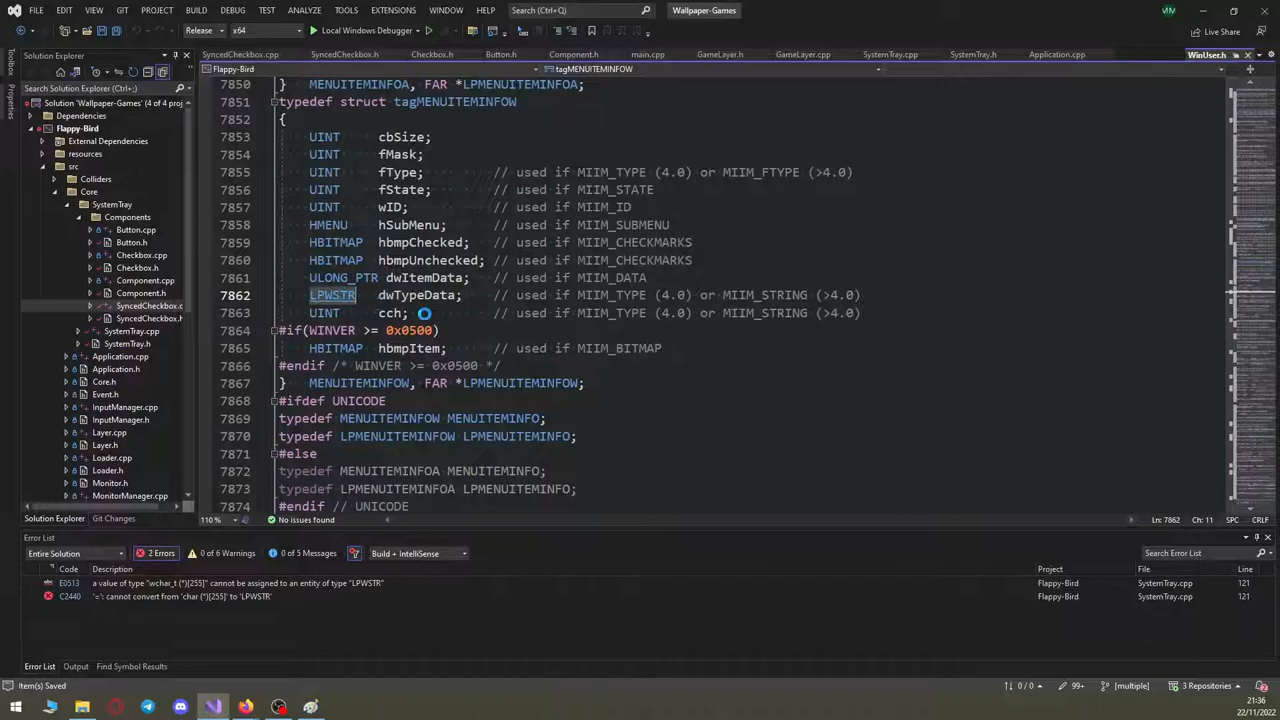 FILE EDIT VIEW GIT PROJECT BUILD DEBUG TEST ANALYZE TOOLS EXTENSIONS WINDOW HELP Search (Ctrl+Q) Wallpaper-Games VIM
Release x64 Local Windows Debugger Live Share
Toolbox
Properties
Solution Explorer
Search Solution Explorer (Ctrl+;)
Solution 'Wallpaper-Games' (4 of 4 proj
Dependencies
Flappy-Bird
External Dependencies
resources
src
Colliders
Core
SystemTray
Components
Button.cpp
Button.h
Checkbox.cpp
Checkbox.h
Component.cpp
Component.h
SyncedCheckbox.c
SyncedCheckbox.
SystemTray.cpp
SystemTray.h
Application.cpp
Application.h
Core.h
Event.h
InputManager.cpp
InputManager.h
Layer.cpp
Layer.h
Loader.cpp
Loader.h
Monitor.h
MonitorManager.cpp
Solution Explorer Git Changes
SyncedCheckbox.cpp SyncedCheckbox.h Checkbox.h Button.h Component.h main.cpp GameLayer.h GameLayer.cpp SystemTray.cpp SystemTray.h Application.cpp WinUser.h
Flappy-Bird tagMENUITEMINFOW
7850 } MENUITEMINFOA, FAR *LPMENUITEMINFOA;
7851 typedef struct tagMENUITEMINFOW
7852 {
7853 UINT cbSize;
7854 UINT fMask;
7855 UINT fType; // used if MIIM_TYPE (4.0) or MIIM_FTYPE (>4.0)
7856 UINT fState; // used if MIIM_STATE
7857 UINT wID; // used if MIIM_ID
7858 HMENU hSubMenu; // used if MIIM_SUBMENU
7859 HBITMAP hbmpChecked; // used if MIIM_CHECKMARKS
7860 HBITMAP hbmpUnchecked; // used if MIIM_CHECKMARKS
7861 ULONG_PTR dwItemData; // used if MIIM_DATA
7862 LPWSTR dwTypeData; // used if MIIM_TYPE (4.0) or MIIM_STRING (>4.0)
7863 UINT cch; // used if MIIM_TYPE (4.0) or MIIM_STRING (>4.0)
7864 #if(WINVER >= 0x0500)
7865 HBITMAP hbmpItem; // used if MIIM_BITMAP
7866 #endif /* WINVER >= 0x0500 */
7867 } MENUITEMINFOW, FAR *LPMENUITEMINFOW;
7868 #ifdef UNICODE
7869 typedef MENUITEMINFOW MENUITEMINFO;
7870 typedef LPMENUITEMINFOW LPMENUITEMINFO;
7871 #else
7872 typedef MENUITEMINFOA MENUITEMINFO;
7873 typedef LPMENUITEMINFOA LPMENUITEMINFO;
7874 #endif // UNICODE
110 % No issues found Ln: 7862 Ch: 11 SPC CRLF
Error List
Entire Solution 2 Errors 0 of 6 Warnings 0 of 5 Messages Build + IntelliSense Search Error List
Code Description Project File Line
E0513 a value of type "wchar_t (*)[255]" cannot be assigned to an entity of type "LPWSTR" Flappy-Bird SystemTray.cpp 121
C2440 '=': cannot convert from 'char (*)[255]' to 'LPWSTR' Flappy-Bird SystemTray.cpp 121
Error List Output Find Symbol Results
Item(s) Saved 0 / 0 99+ [multiple] 3 Repositories 2
21:36
22/11/2022